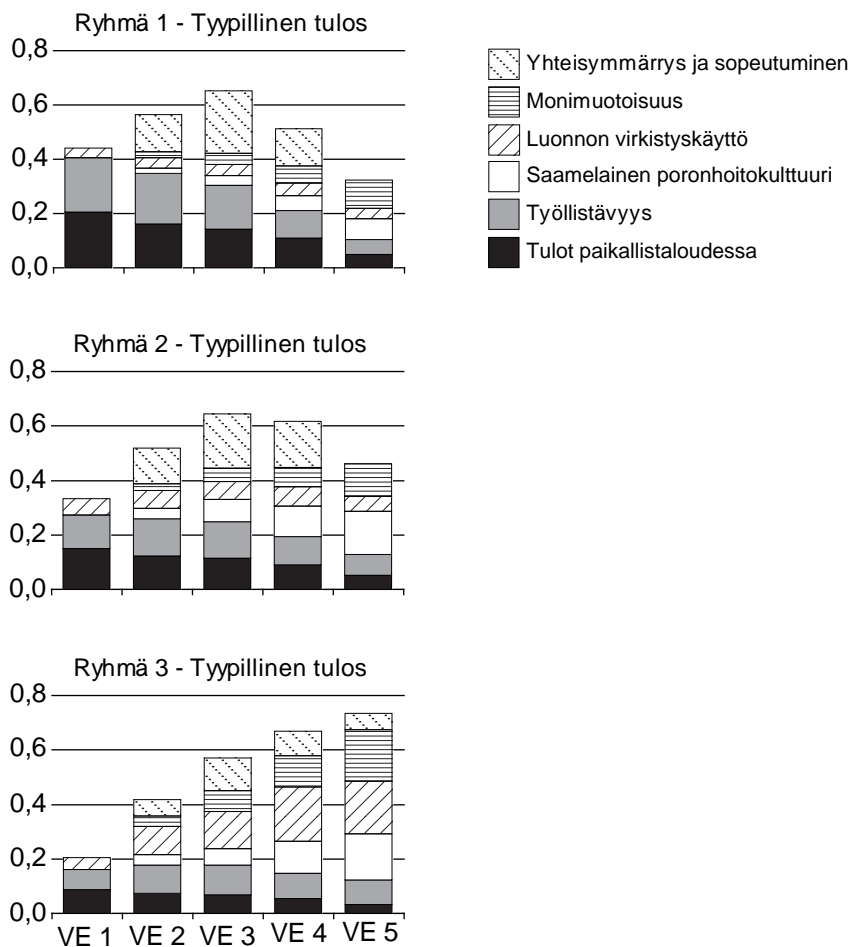 Ryhmä 1 - Tyypillinen tulos
0,8
0,6
0,4
0,2
0,0
Yhteisymmärrys ja sopeutuminen
Monimuotoisuus
Luonnon virkistyskäyttö
Saamelainen poronhoitokulttuuri
Työllistävyys
Tulot paikallistaloudessa
Ryhmä 2 - Tyypillinen tulos
0,8
0,6
0,4
0,2
0,0
Ryhmä 3 - Tyypillinen tulos
0,8
0,6
0,4
0,2
0,0
VE 1 VE 2 VE 3 VE 4 VE 5